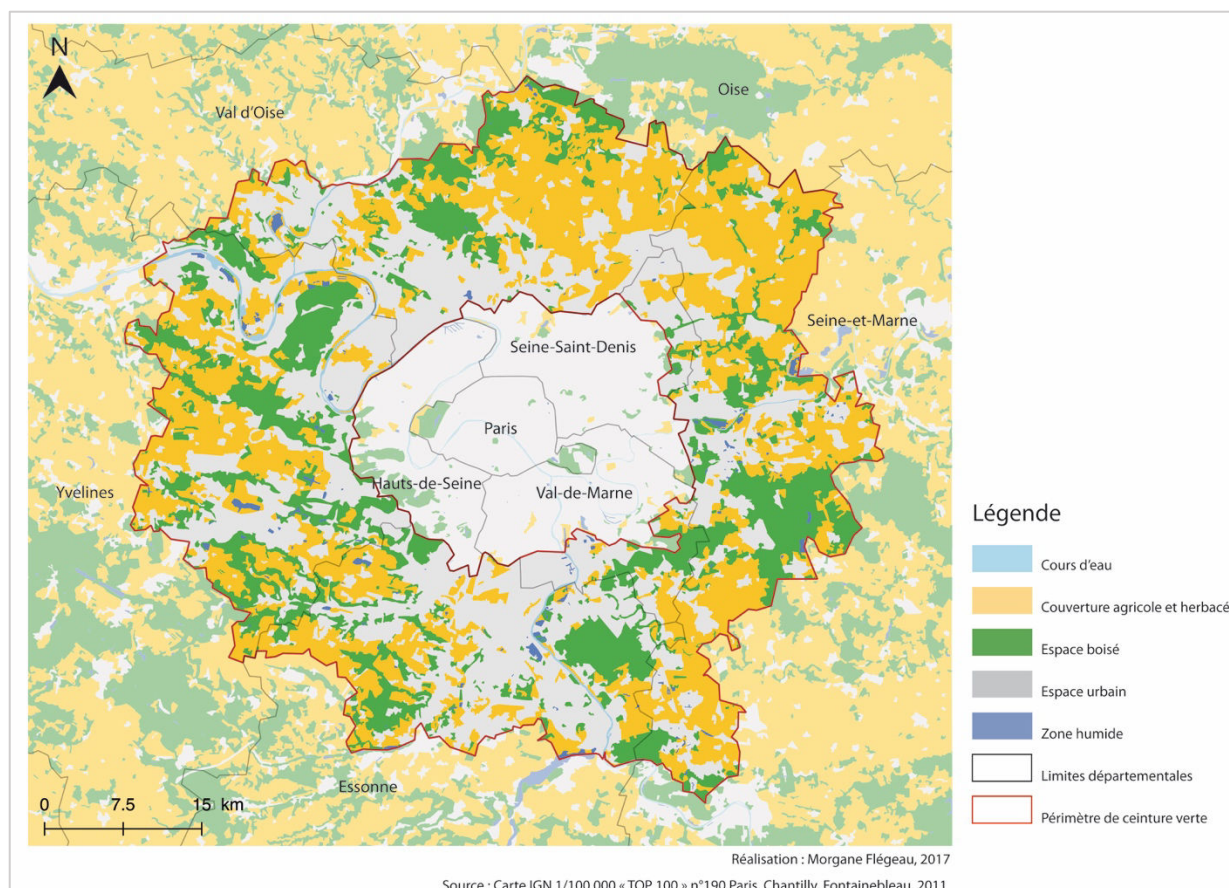 N
Oise
Val d'Oise
Seine-et-Marne
Seine-Saint-Denis
Paris
Hauts-de-Seine
Val-de-Marne
Yvelines
Essonne
0 7.5 15 km
Légende
Cours d'eau
Couverture agricole et herbacé
Espace boisé
Espace urbain
Zone humide
Limites départementales
Périmètre de ceinture verte
Réalisation : Morgane Flégeau, 2017
Source : Carte IGN 1/100 000 « TOP 100 » n°190 Paris, Chantilly, Fontainebleau, 2011.